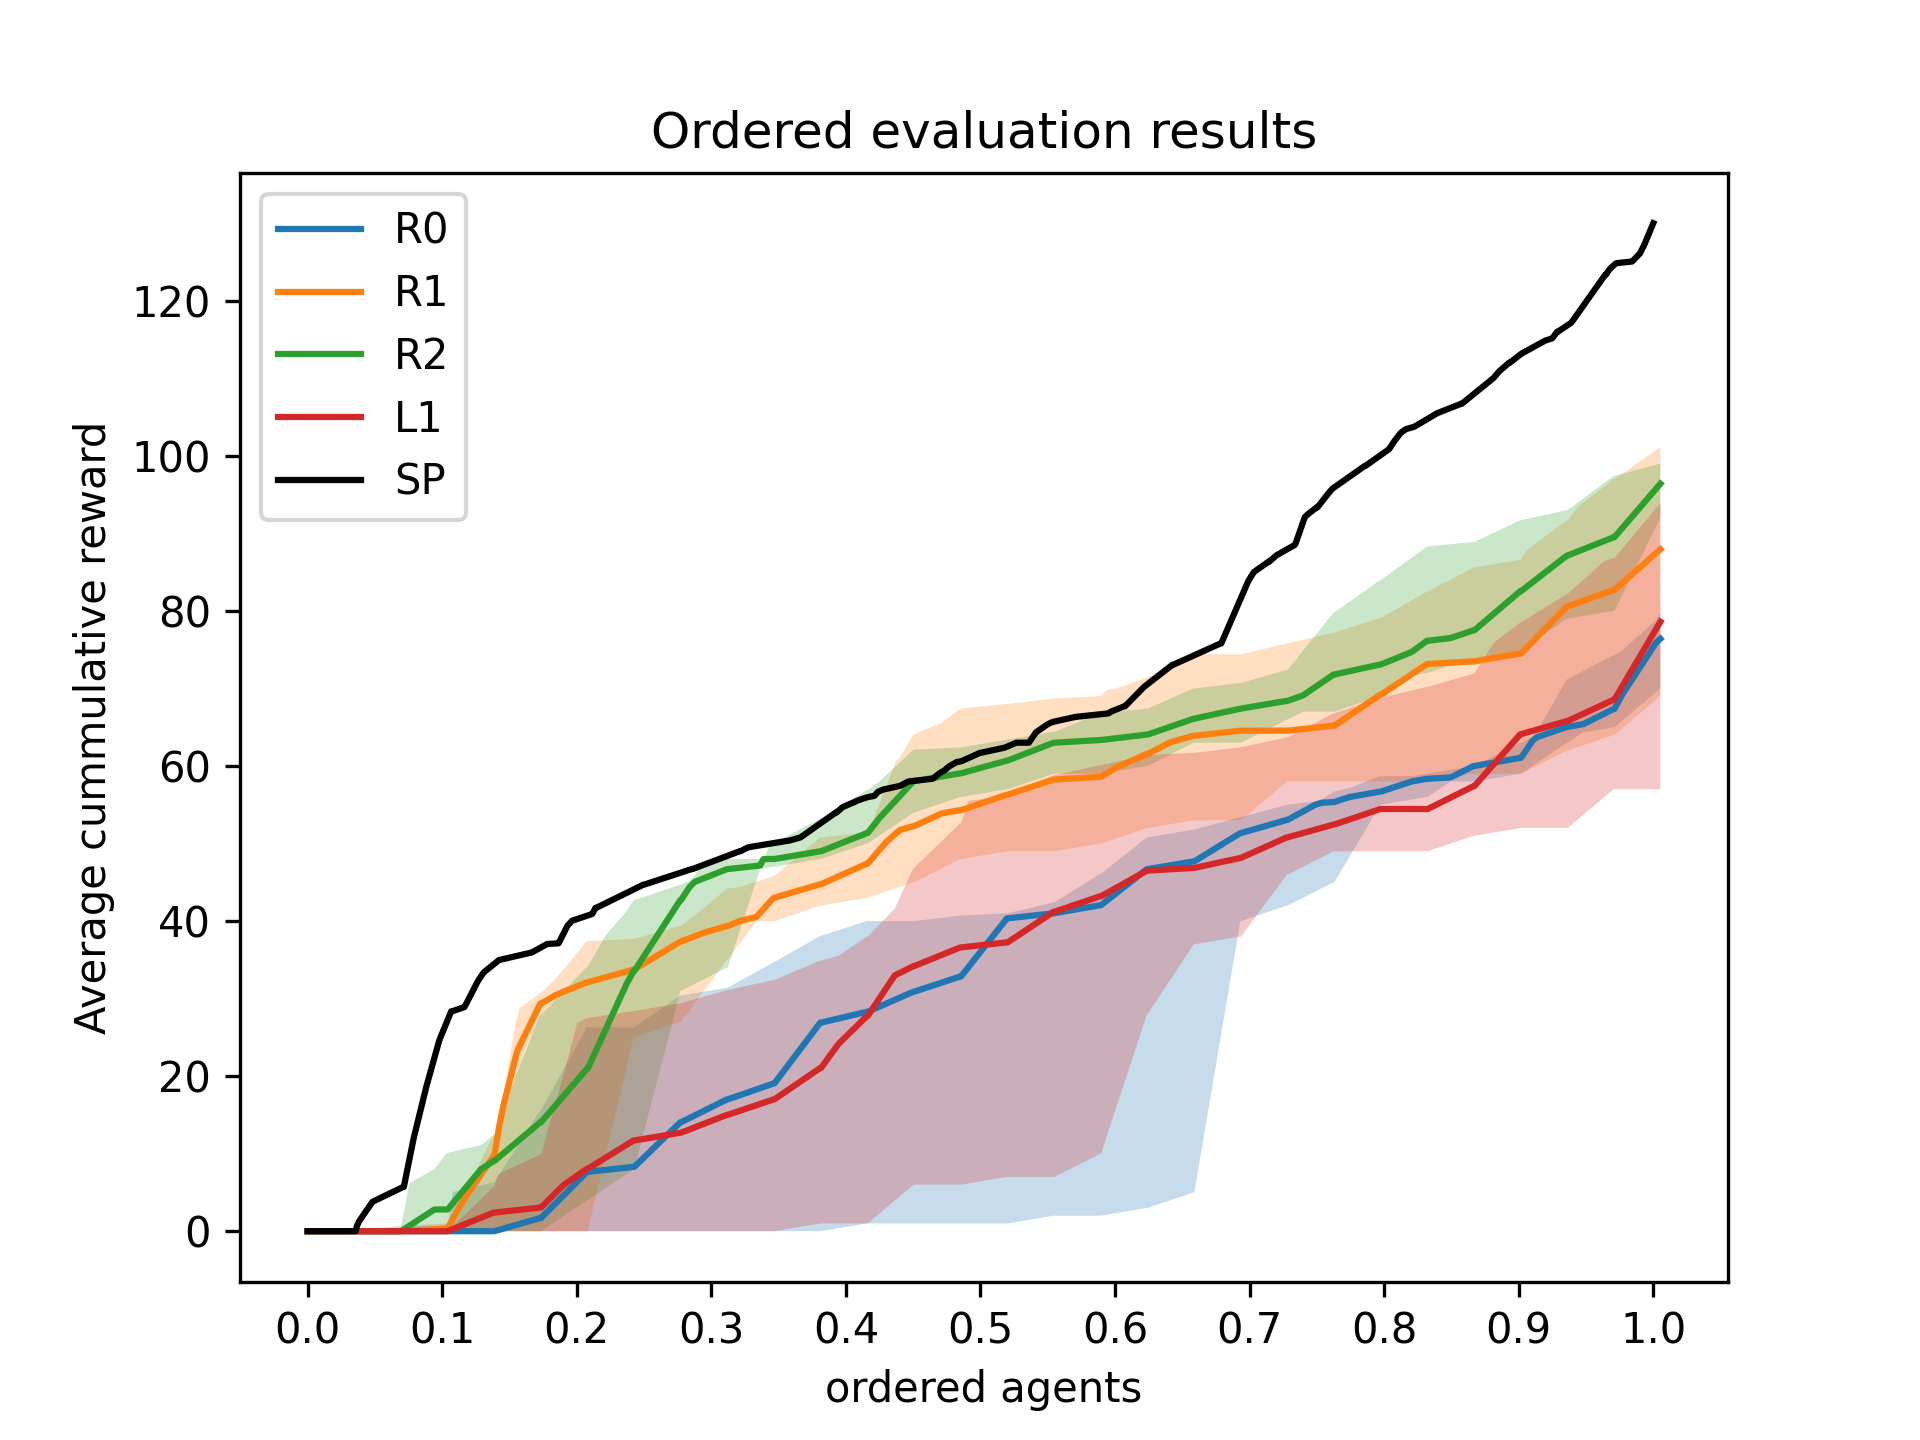 Ordered evaluation results
R0
R1
R2
L1
SP
Average cummulative reward
120
100
80
60
40
20
0
0.0 0.1 0.2 0.3 0.4 0.5 0.6 0.7 0.8 0.9 1.0
ordered agents